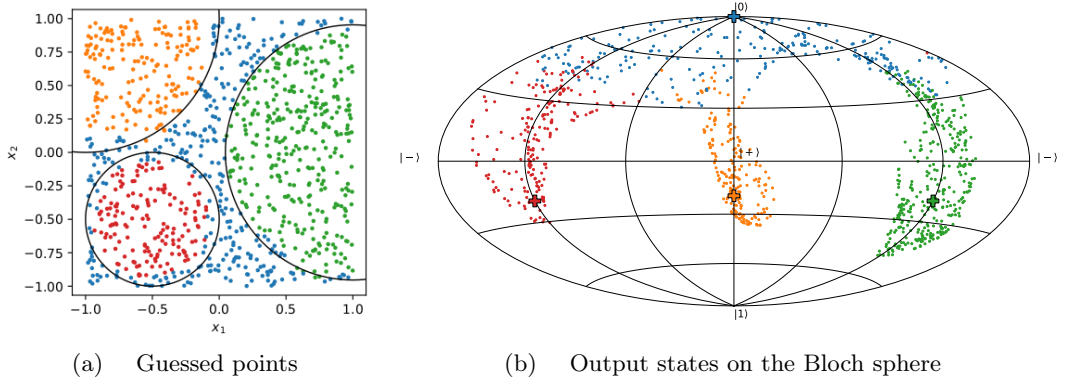 1.00
0.75
0.50
0.25
0.00
−0.25
−0.50
−0.75
−1.00
x₂
−1.0 −0.5 0.0 0.5 1.0
x₁
|0⟩
|−⟩ |+⟩ |−⟩
|1⟩
(a) Guessed points
(b) Output states on the Bloch sphere